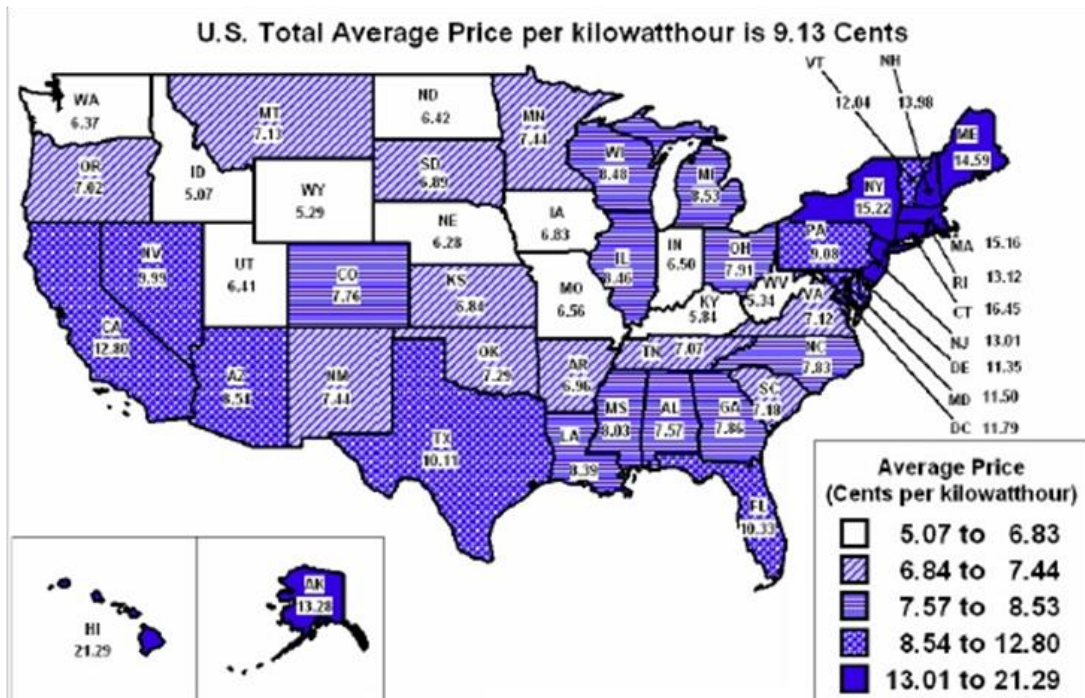 U.S. Total Average Price per kilowatthour is 9.13 Cents
VT
12.04
NH
13.98
WA
6.37
MT
7.13
ND
6.42
MN
7.44
ME
14.59
OR
7.02
ID
5.07
WY
5.29
SD
6.89
WI
8.48
MI
8.53
NY
15.22
NV
9.99
UT
6.41
CO
7.76
NE
6.28
IA
6.83
IL
8.46
IN
6.50
OH
7.91
PA
9.08
MA 15.16
RI 13.12
CT 16.45
NJ 13.01
DE 11.35
MD 11.50
DC 11.79
CA
12.80
KS
6.84
MO
6.56
KY
5.84
WV
5.34
VA
7.12
AZ
8.54
NM
7.44
OK
7.29
AR
6.96
TN 7.07
NC
7.83
SC
7.18
TX
10.11
LA
8.39
MS
8.03
AL
7.57
GA
7.86
FL
10.33
HI
21.29
AK
13.28
Average Price
(Cents per kilowatthour)
5.07 to 6.83
6.84 to 7.44
7.57 to 8.53
8.54 to 12.80
13.01 to 21.29